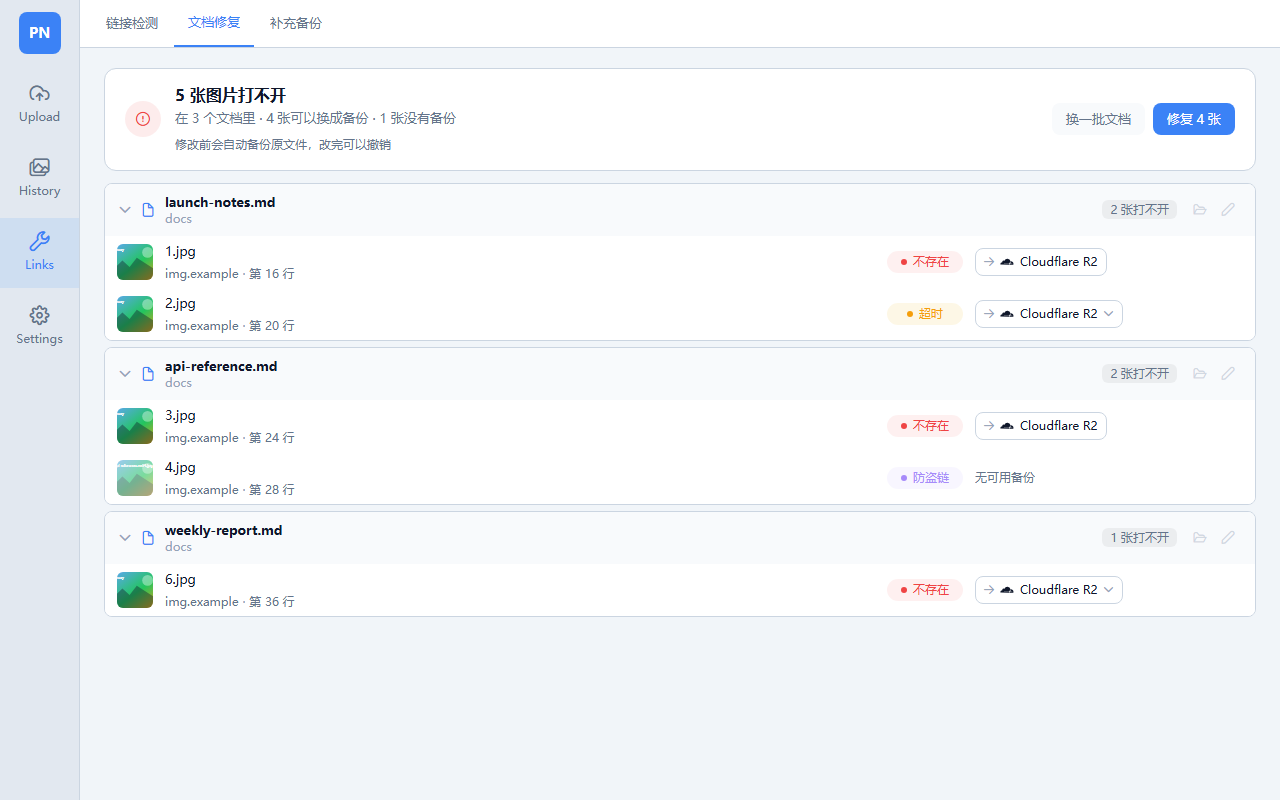 PN
Upload
History
Links
Settings
链接检测
文档修复
补充备份
5 张图片打不开
在 3 个文档里 · 4 张可以换成备份 · 1 张没有备份
修改前会自动备份原文件，改完可以撤销
换一批文档
修复 4 张
launch-notes.md
docs
2 张打不开
1.jpg
img.example · 第 16 行
不存在
→ Cloudflare R2
2.jpg
img.example · 第 20 行
超时
→ Cloudflare R2
api-reference.md
docs
2 张打不开
3.jpg
img.example · 第 24 行
不存在
→ Cloudflare R2
4.jpg
img.example · 第 28 行
防盗链
无可用备份
weekly-report.md
docs
1 张打不开
6.jpg
img.example · 第 36 行
不存在
→ Cloudflare R2